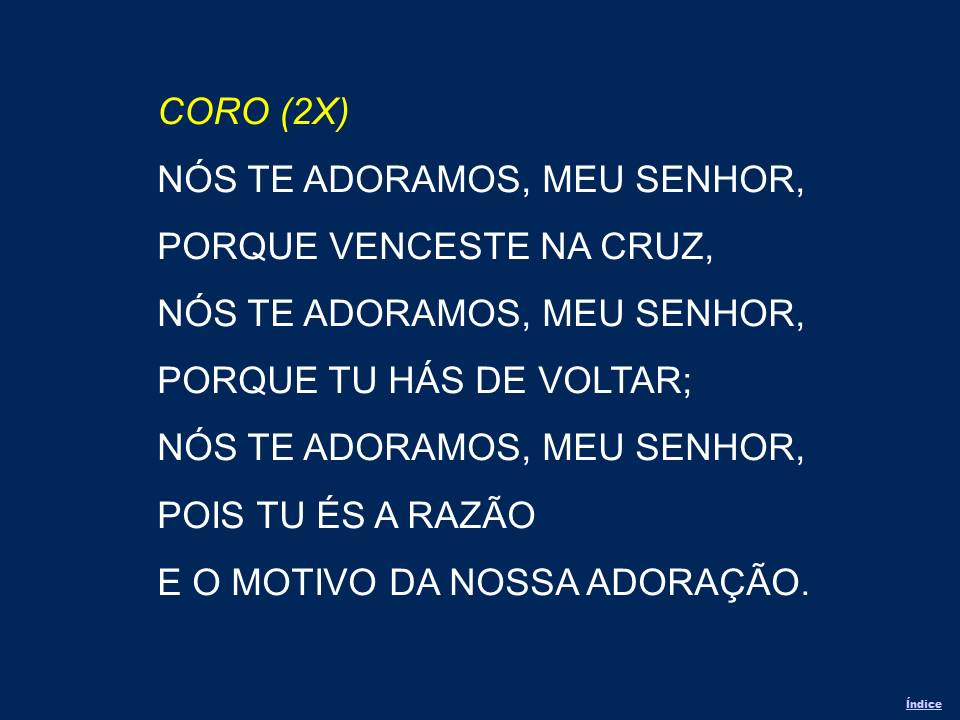 CORO (2X)
NÓS TE ADORAMOS, MEU SENHOR,
PORQUE VENCESTE NA CRUZ,
NÓS TE ADORAMOS, MEU SENHOR,
PORQUE TU HÁS DE VOLTAR;
NÓS TE ADORAMOS, MEU SENHOR,
POIS TU ÉS A RAZÃO
E O MOTIVO DA NOSSA ADORAÇÃO.
Índice